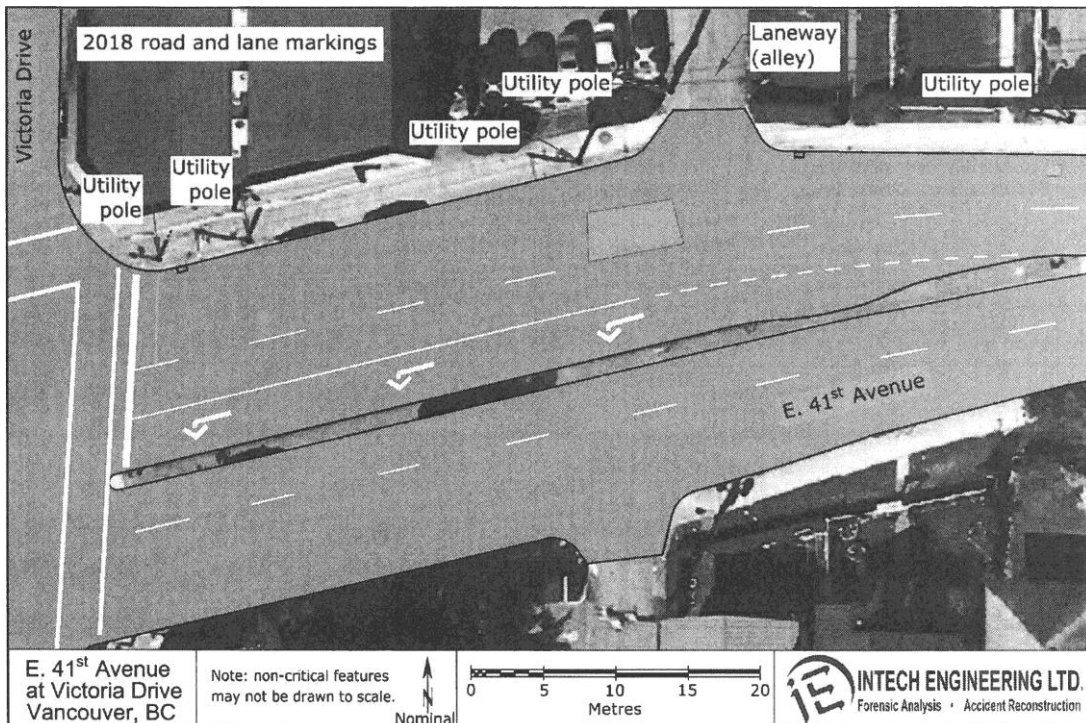 Victoria Drive
2018 road and lane markings
Laneway
(alley)
Utility pole
Utility pole
Utility pole
Utility
pole
Utility
pole
E. 41st Avenue
E. 41st Avenue
at Victoria Drive
Vancouver, BC
Note: non-critical features
may not be drawn to scale.
N
Nominal
0 5 10 15 20
Metres
INTECH ENGINEERING LTD.
Forensic Analysis • Accident Reconstruction